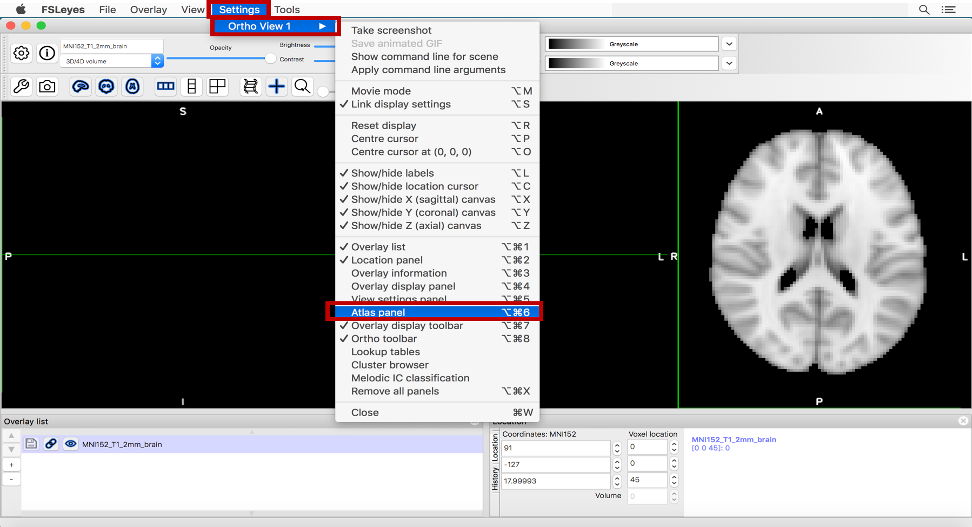 FSLeyes File Overlay View Settings Tools
Ortho View 1
MNI152_T1_2mm_brain
3D/4D volume
Opacity
Brightness
Contrast
Greyscale
Greyscale
Take screenshot
Save animated GIF
Show command line for scene
Apply command line arguments
Movie mode ⌥M
✓ Link display settings ⌥S
Reset display ⌥R
Centre cursor ⌥P
Centre cursor at (0, 0, 0) ⌥O
✓ Show/hide labels ⌥L
✓ Show/hide location cursor ⌥C
✓ Show/hide X (sagittal) canvas ⌥X
✓ Show/hide Y (coronal) canvas ⌥Y
✓ Show/hide Z (axial) canvas ⌥Z
✓ Overlay list ⌥⌘1
✓ Location panel ⌥⌘2
Overlay information ⌥⌘3
Overlay display panel ⌥⌘4
View settings panel ⌥⌘5
Atlas panel ⌥⌘6
✓ Overlay display toolbar ⌥⌘7
✓ Ortho toolbar ⌥⌘8
Lookup tables
Cluster browser
Melodic IC classification
Remove all panels ⌥⌘X
Close ⌘W
S
A
P
L R
L
I
P
Overlay list
MNI152_T1_2mm_brain
Location
Location
History
Coordinates: MNI152
Voxel location
91
0
-127
0
17.99993
45
Volume
0
MNI152_T1_2mm_brain
[0 0 45]: 0